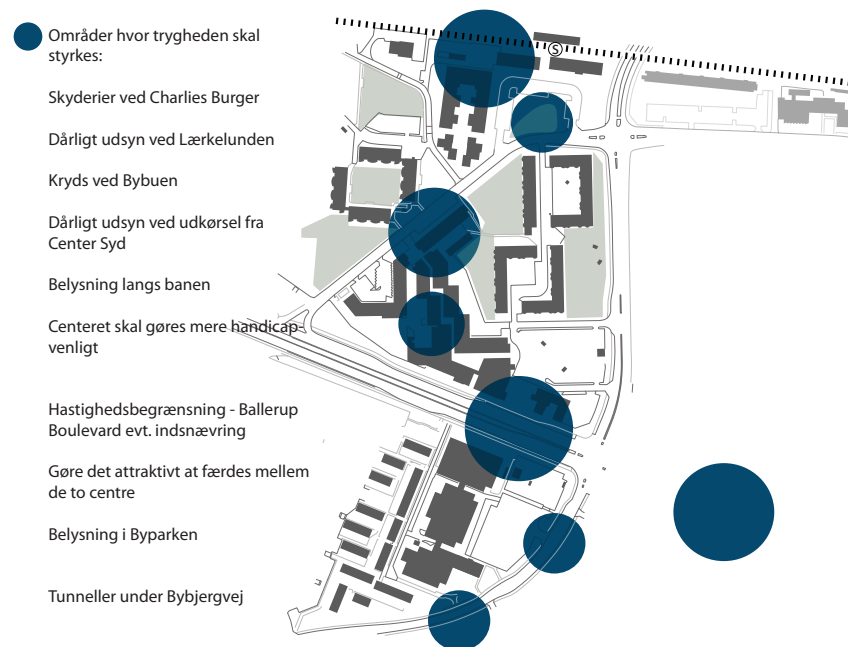 Områder hvor trygheden skal
styrkes:
Skyderier ved Charlies Burger
Dårligt udsyn ved Lærkelunden
Kryds ved Bybuen
Dårligt udsyn ved udkørsel fra
Center Syd
Belysning langs banen
Centeret skal gøres mere handicap-
venligt
Hastighedsbegrænsning - Ballerup
Boulevard evt. indsnævring
Gøre det attraktivt at færdes mellem
de to centre
Belysning i Byparken
Tunneller under Bybjergvej
S